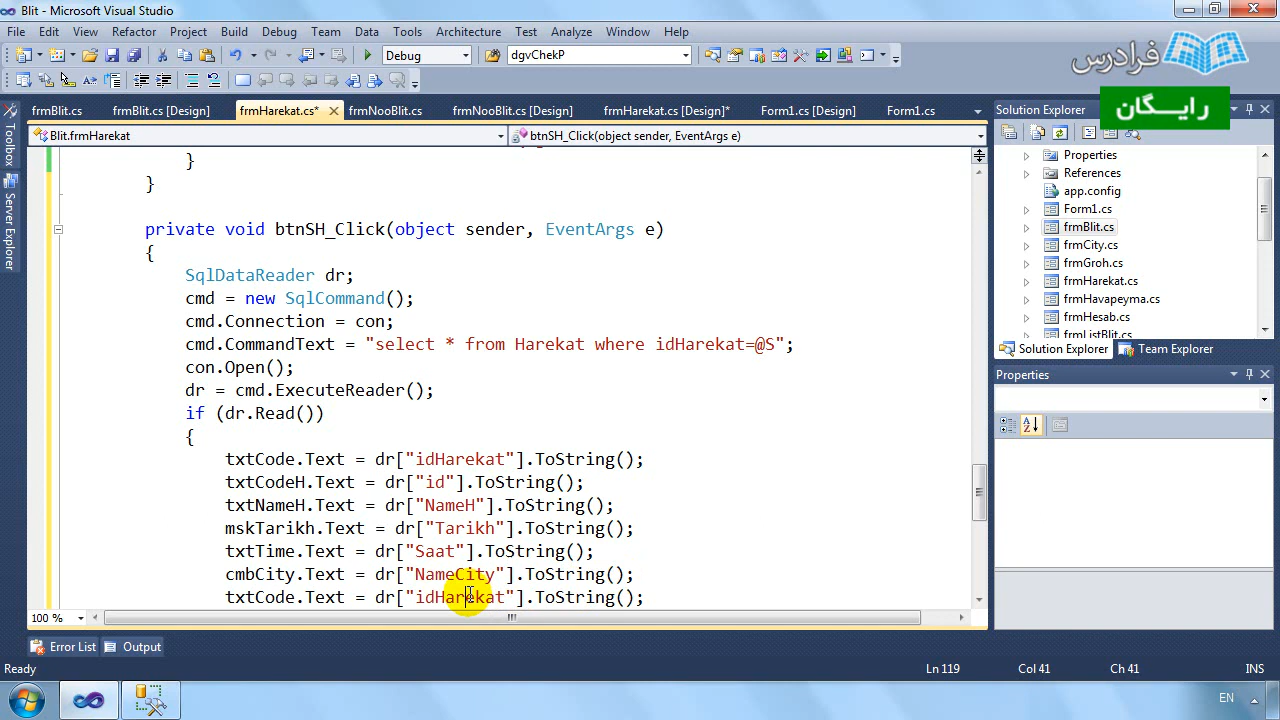 Blit - Microsoft Visual Studio
File Edit View Refactor Project Build Debug Team Data Tools Architecture Test Analyze Window Help
Debug dgvChekP
فرادرس
رایـــگان
frmBlit.cs frmBlit.cs [Design] frmHarekat.cs* frmNooBlit.cs frmNooBlit.cs [Design] frmHarekat.cs [Design]* Form1.cs [Design] Form1.cs
Blit.frmHarekat btnSH_Click(object sender, EventArgs e)
Toolbox
Server Explorer
}
}
private void btnSH_Click(object sender, EventArgs e)
{
SqlDataReader dr;
cmd = new SqlCommand();
cmd.Connection = con;
cmd.CommandText = "select * from Harekat where idHarekat=@S";
con.Open();
dr = cmd.ExecuteReader();
if (dr.Read())
{
txtCode.Text = dr["idHarekat"].ToString();
txtCodeH.Text = dr["id"].ToString();
txtNameH.Text = dr["NameH"].ToString();
mskTarikh.Text = dr["Tarikh"].ToString();
txtTime.Text = dr["Saat"].ToString();
cmbCity.Text = dr["NameCity"].ToString();
txtCode.Text = dr["idHarekat"].ToString();
100 %
Solution Explorer
Properties
References
app.config
Form1.cs
frmBlit.cs
frmCity.cs
frmGroh.cs
frmHarekat.cs
frmHavapeyma.cs
frmHesab.cs
frmListBlit.cs
Solution Explorer Team Explorer
Properties
Error List Output
Ready Ln 119 Col 41 Ch 41 INS
EN